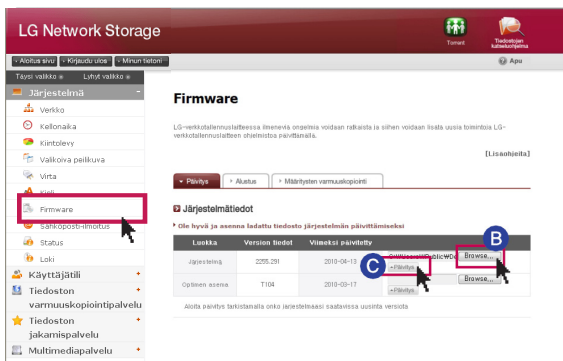 LG Network Storage
Torrent
Tiedostojen
katseluohjelma
Aloitus sivu
Kirjaudu ulos
Minun tietoni
Apu
Täysi valikko
Lyhyt valikko
Järjestelmä
Verkko
Kellonaika
Kiintolevy
Valikoiva peilikuva
Virta
Kieli
Firmware
Sähköposti-ilmoitus
Status
Loki
Käyttäjätili
Tiedoston
varmuuskopiointipalvelu
Tiedoston
jakamispalvelu
Multimediapalvelu
Firmware
LG-verkkotallennuslaitteessa ilmeneviä ongelmia voidaan ratkaista ja siihen voidaan lisätä uusia toimintoja LG-
verkkotallennuslaitteen ohjelmistoa päivittämällä.
[Lisäohjeita]
Päivitys
Alustus
Määritysten varmuuskopiointi
Järjestelmätiedot
Ole hyvä ja asenna ladattu tiedosto järjestelmän päivittämiseksi
Luokka Version tiedot Viimeksi päivitetty
Järjestelmä 2255.291 2010-04-13 Browse...
+Päivitys
Optinen asema T104 2010-03-17 Browse...
+Päivitys
Aloita päivitys tarkistamalla onko järjestelmääsi saatavissa uusinta versiota
B
C